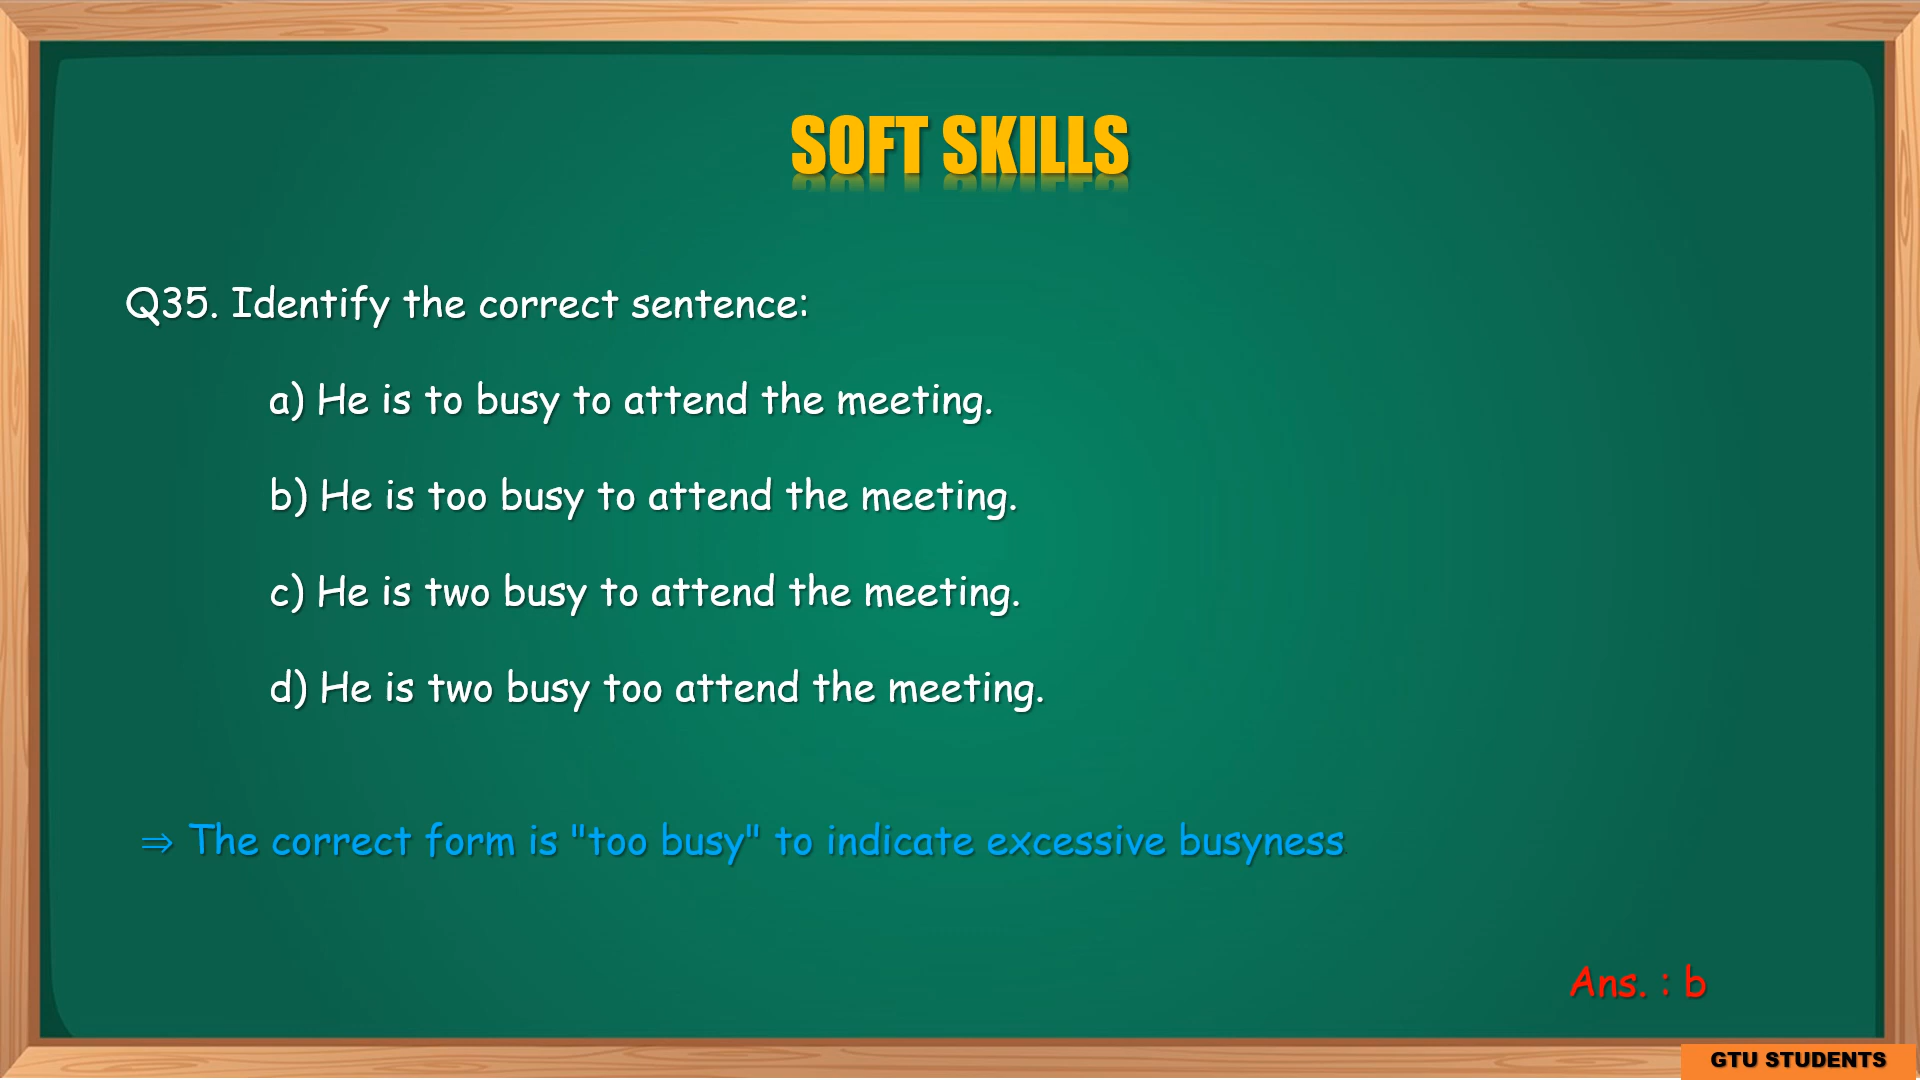 SOFT SKILLS
Q35. Identify the correct sentence:
a) He is to busy to attend the meeting.
b) He is too busy to attend the meeting.
c) He is two busy to attend the meeting.
d) He is two busy too attend the meeting.
⇒ The correct form is "too busy" to indicate excessive busyness.
Ans. : b
GTU STUDENTS